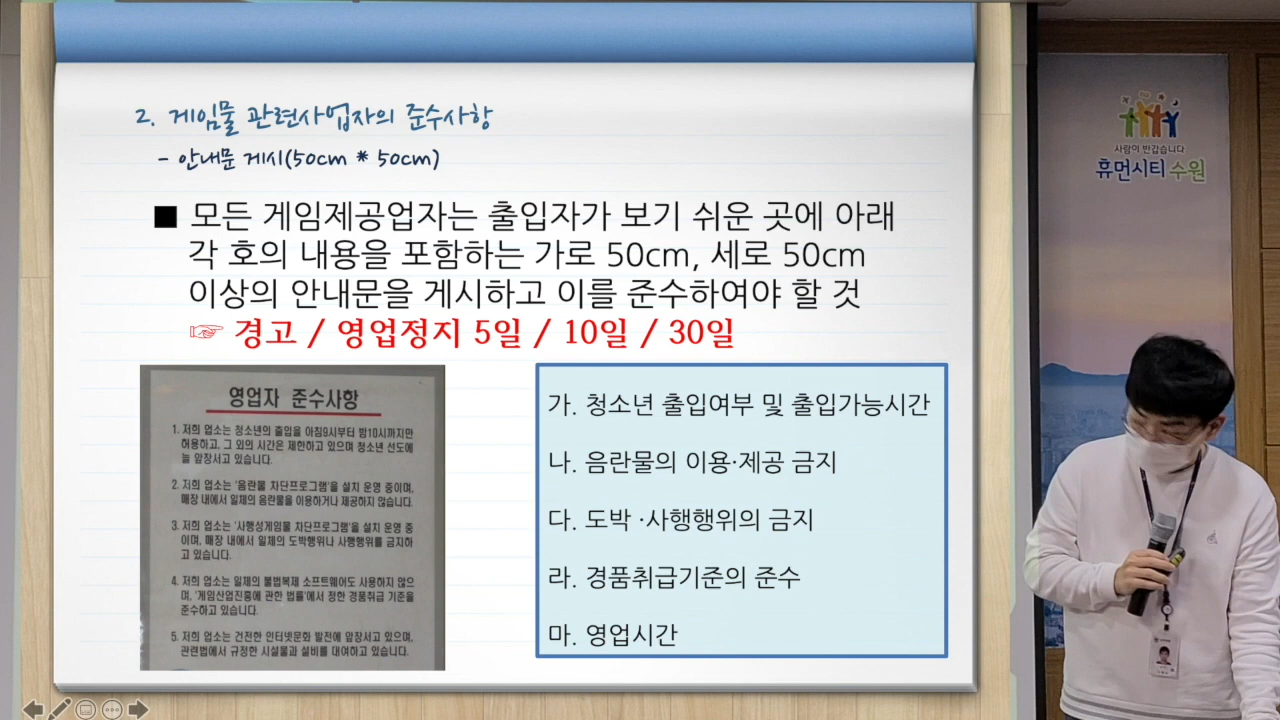 2. 게임물 관련사업자의 준수사항
- 안내문 게시(50cm * 50cm)
■ 모든 게임제공업자는 출입자가 보기 쉬운 곳에 아래
각 호의 내용을 포함하는 가로 50cm, 세로 50cm
이상의 안내문을 게시하고 이를 준수하여야 할 것
☞ 경고 / 영업정지 5일 / 10일 / 30일
영업자 준수사항
1. 저희 업소는 청소년의 출입을 아침9시부터 밤10시까지만
허용하고, 그 외의 시간은 제한하고 있으며 청소년 선도에
늘 앞장서고 있습니다.
2. 저희 업소는 '음란물 차단프로그램'을 설치 운영 중이며,
매장 내에서 일체의 음란물을 이용하거나 제공하지 않습니다.
3. 저희 업소는 '사행성게임물 차단프로그램'을 설치 운영 중
이며, 매장 내에서 일체의 도박행위나 사행행위를 금지하
고 있습니다.
4. 저희 업소는 일체의 불법복제 소프트웨어도 사용하지 않으
며, '게임산업진흥에 관한 법률'에서 정한 경품취급 기준을
준수하고 있습니다.
5. 저희 업소는 건전한 인터넷문화 발전에 앞장서고 있으며,
관련법에서 규정한 시설물과 설비를 대여하고 있습니다.
가. 청소년 출입여부 및 출입가능시간
나. 음란물의 이용·제공 금지
다. 도박 ·사행행위의 금지
라. 경품취급기준의 준수
마. 영업시간
사람이 반갑습니다
휴먼시티 수원